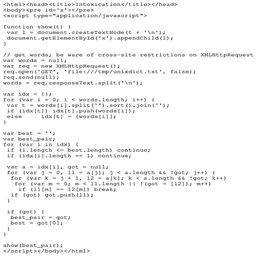 <html><head><title>Intoxication</title></head>
<body><pre id='x'></pre>
<script type="application/javascript">
function show(t) {
var l = document.createTextNode(t + '\n');
document.getElementById('x').appendChild(l);
}
// get words; be ware of cross-site restrictions on XMLHttpRequest
var words = null;
var req = new XMLHttpRequest();
req.open('GET', 'file:///tmp/unixdict.txt', false);
req.send(null);
words = req.responseText.split('\n');
var idx = {};
for (var i = 0; i < words.length; i++) {
var t = words[i].split('').sort().join('');
if (idx[t]) idx[t].push(words[i]);
else idx[t] = [words[i]];
}
var best = '';
var best_pair;
for (var i in idx) {
if (i.length <= best.length) continue;
if (idx[i].length == 1) continue;
var a = idx[i], got = null;
for (var j = 0, l1 = a[j]; j < a.length && !got; j++) {
for (var k = j + 1, l2 = a[k]; k < a.length && !got; k++)
for (var m = 0; m < l1.length || !(got = [l2]); m++)
if (l1[m] == l2[m]) break;
if (got) got.push(l1);
}
if (got) {
best_pair = got;
best = got[0];
}
}
show(best_pair);
</script></body></html>